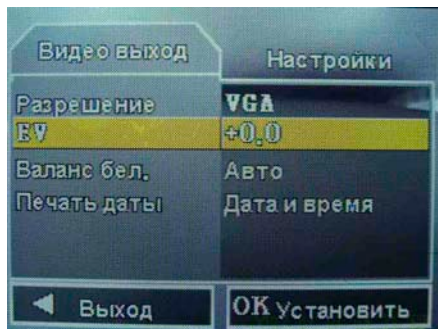 Видео выход Настройки
Разрешение VGA
EV +0.0
Баланс бел. Авто
Печать даты Дата и время
Выход OK Установить